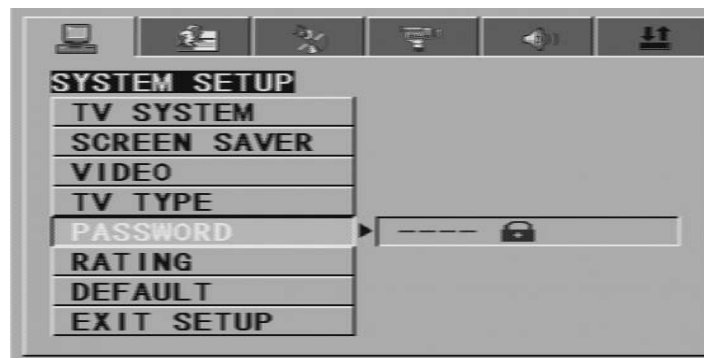 SYSTEM SETUP
TV SYSTEM
SCREEN SAVER
VIDEO
TV TYPE
PASSWORD ----
RATING
DEFAULT
EXIT SETUP